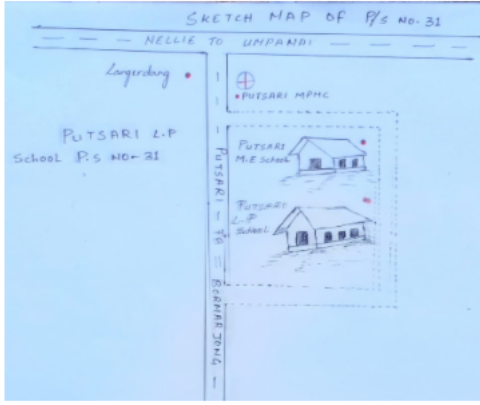 SKETCH MAP OF P/S NO. 31
NELLIE TO UMPANAI
Langerdang
PUTSARI MPHC
PUTSARI L.P
School P.S NO- 31
PUTSARI
M.E School
PUTSARI
L.P
SCHOOL
PUTSARI TO BORMARJONG